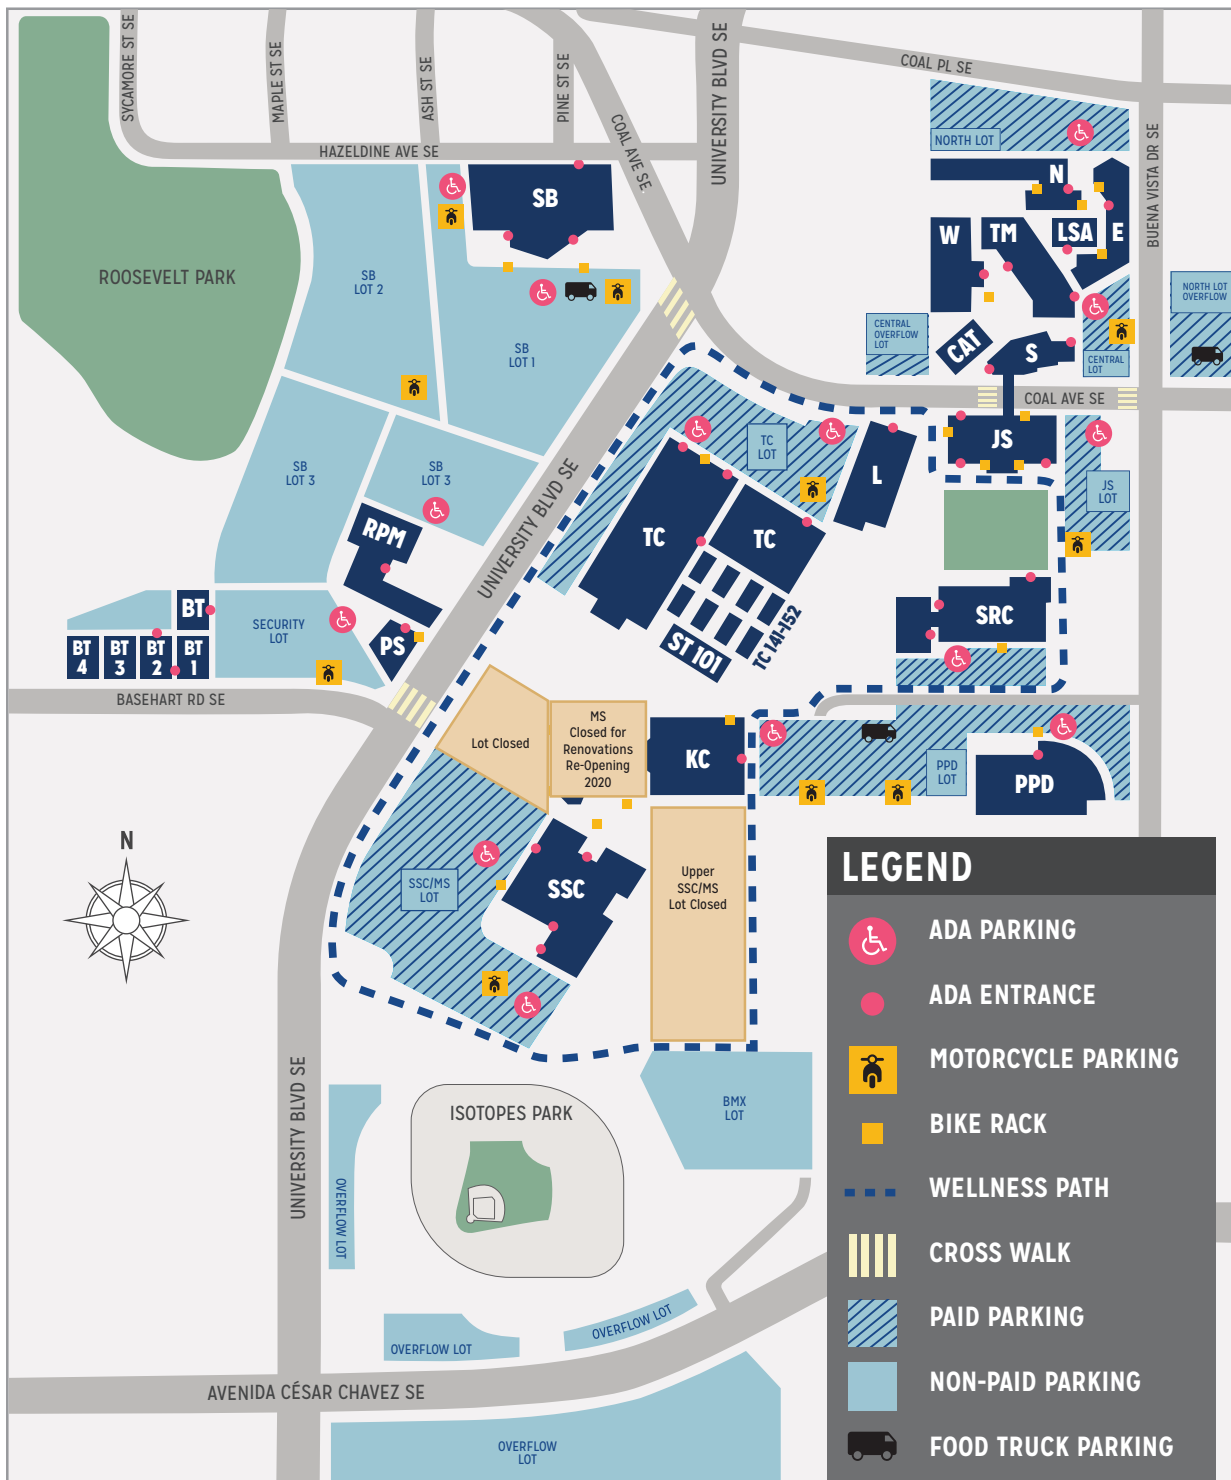 SYCAMORE ST SE
MAPLE ST SE
ASH ST SE
PINE ST SE
COAL AVE SE
UNIVERSITY BLVD SE
COAL PL SE
BUENA VISTA DR SE
HAZELDINE AVE SE
NORTH LOT
ROOSEVELT PARK
SB
N
W
TM
LSA
E
SB
LOT 2
SB
LOT 1
NORTH LOT
OVERFLOW
CENTRAL
OVERFLOW
LOT
CAT
S
CENTRAL
LOT
COAL AVE SE
SB
LOT 3
SB
LOT 3
UNIVERSITY BLVD SE
TC
LOT
L
JS
JS
LOT
RPM
TC
TC
BT
SECURITY
LOT
PS
ST 101
TC 141-152
SRC
BT
4
BT
3
BT
2
BT
1
BASEHART RD SE
Lot Closed
MS
Closed for
Renovations
Re-Opening
2020
KC
PPD
LOT
PPD
N
SSC/MS
LOT
SSC
Upper
SSC/MS
Lot Closed
UNIVERSITY BLVD SE
ISOTOPES PARK
BMX
LOT
OVERFLOW LOT
OVERFLOW LOT
OVERFLOW LOT
AVENIDA CÉSAR CHAVEZ SE
OVERFLOW
LOT
LEGEND
ADA PARKING
ADA ENTRANCE
MOTORCYCLE PARKING
BIKE RACK
WELLNESS PATH
CROSS WALK
PAID PARKING
NON-PAID PARKING
FOOD TRUCK PARKING